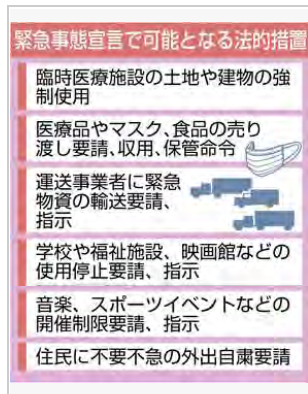 緊急事態宣言で可能となる法的措置
臨時医療施設の土地や建物の強
制使用
医療品やマスク、食品の売り
渡し要請、収用、保管命令
運送事業者に緊急
物資の輸送要請、
指示
学校や福祉施設、映画館などの
使用停止要請、指示
音楽、スポーツイベントなどの
開催制限要請、指示
住民に不要不急の外出自粛要請